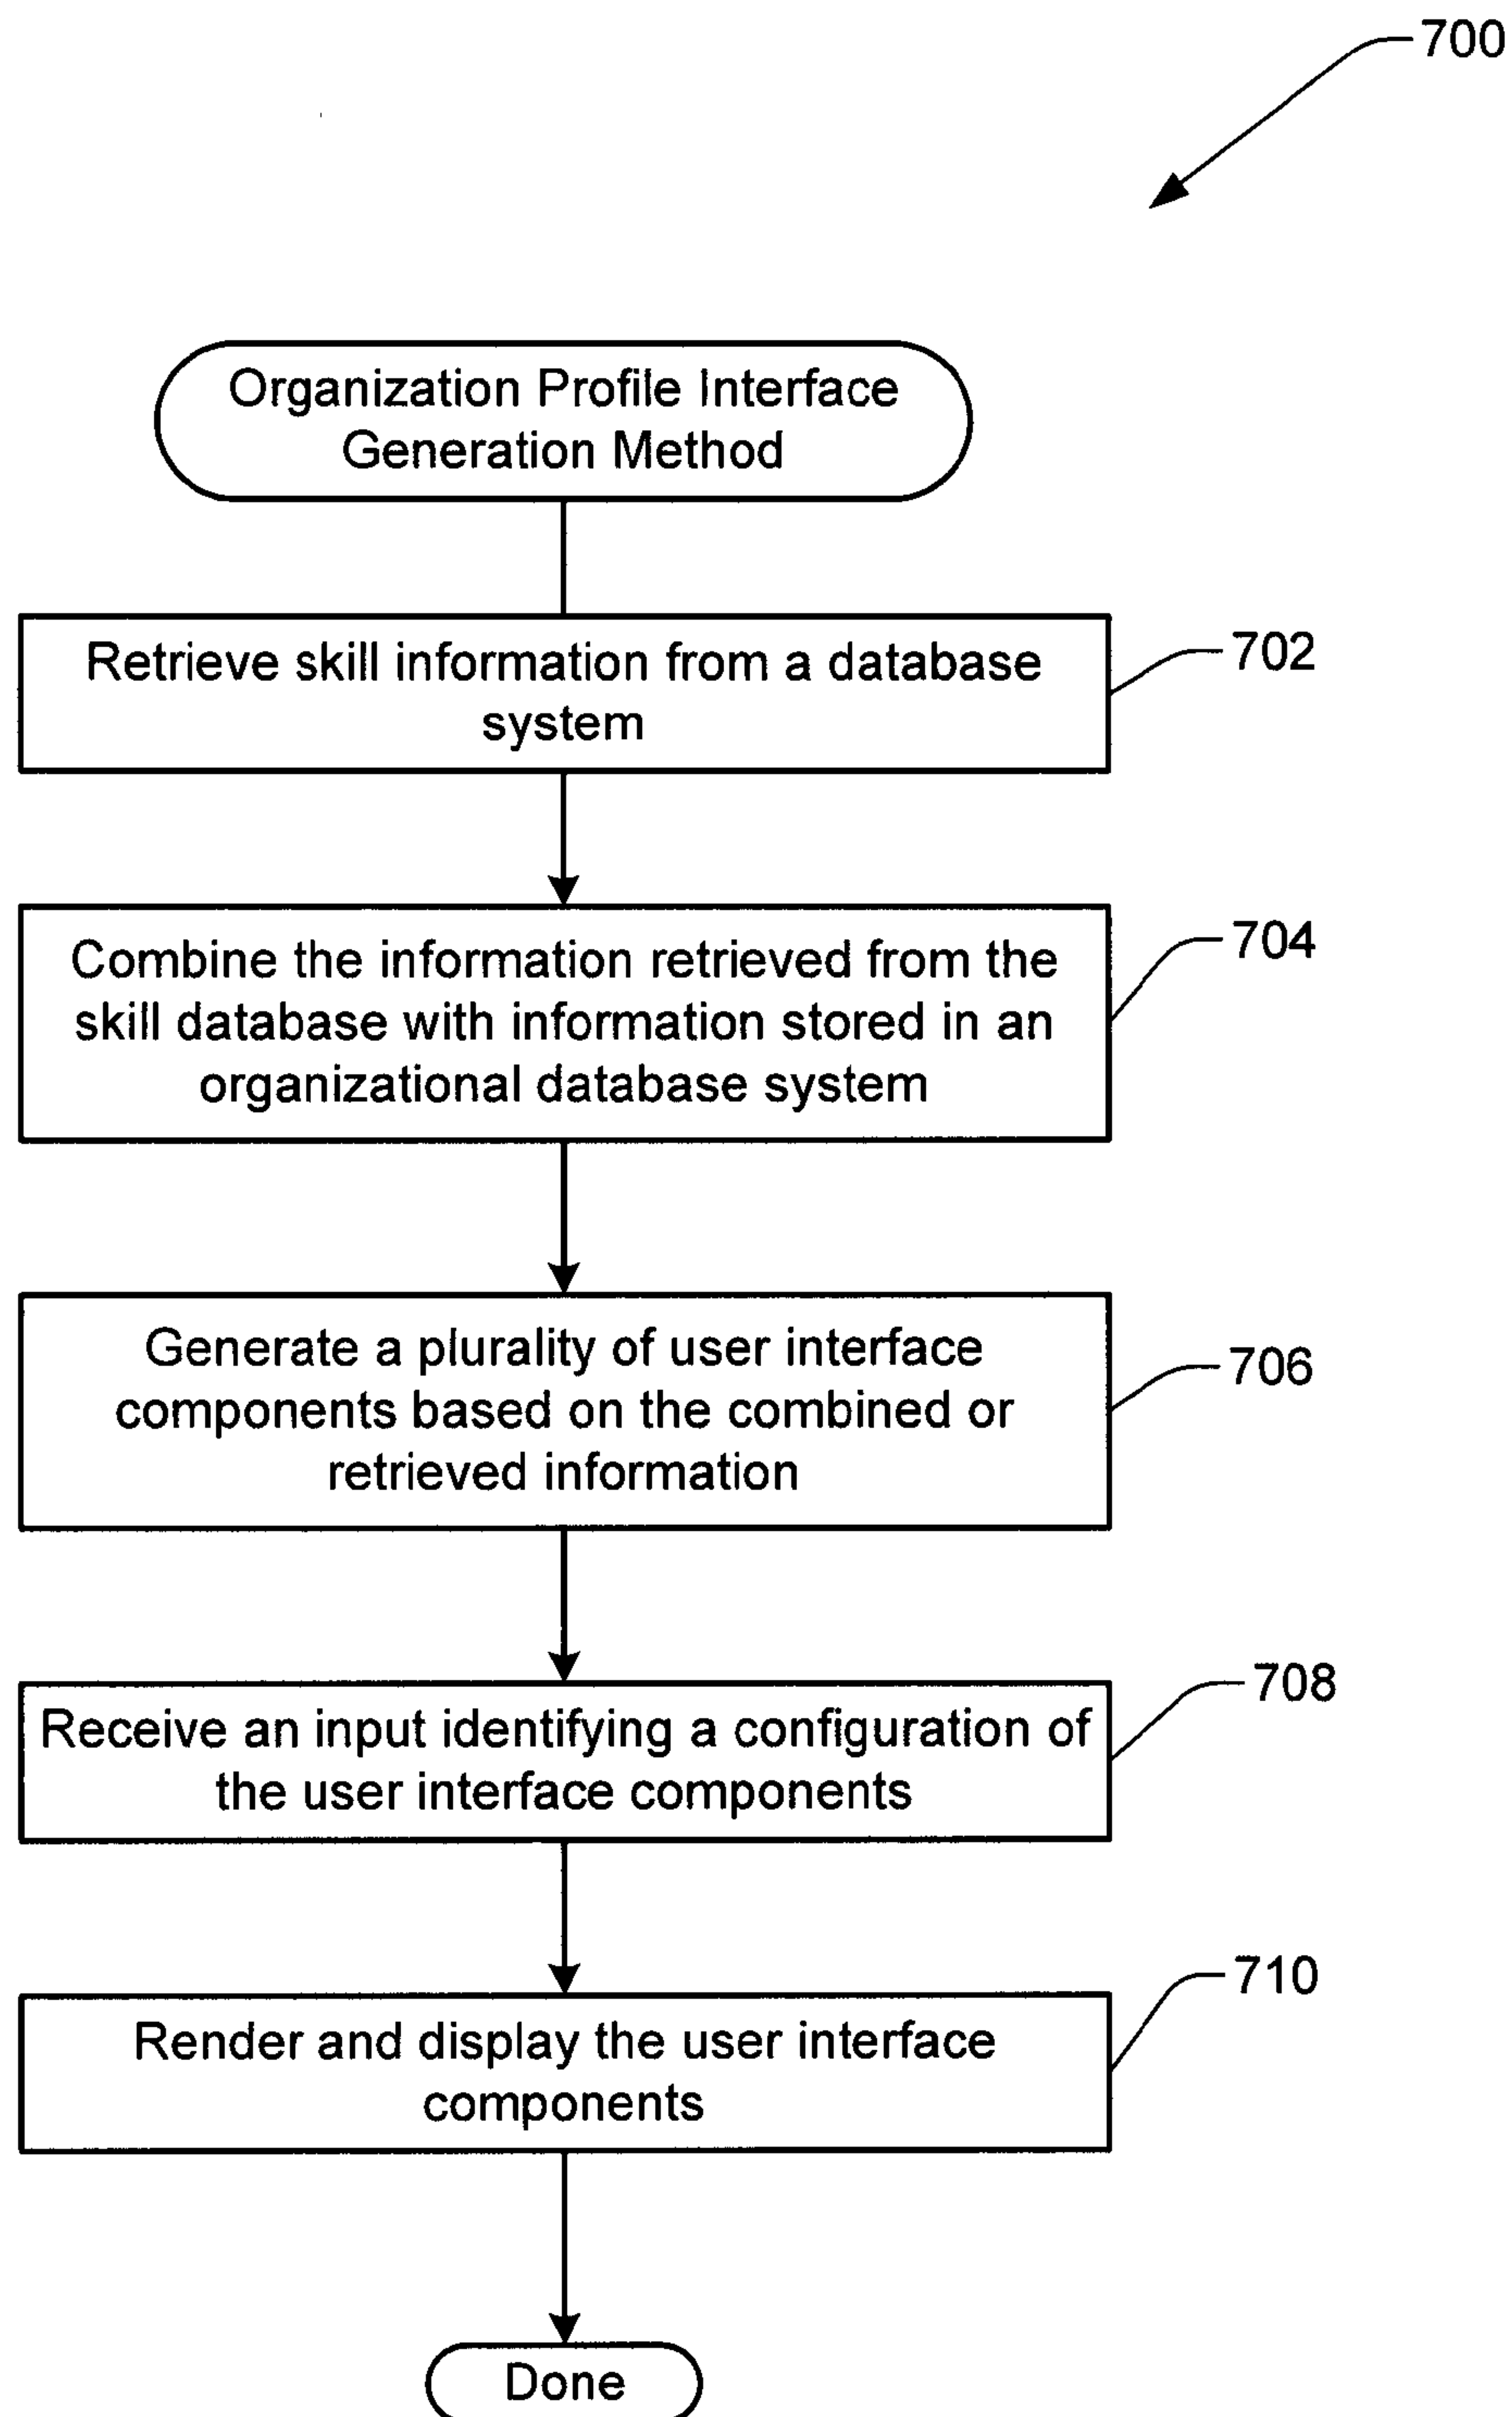 700
Organization Profile Interface
Generation Method
Retrieve skill information from a database
system
702
Combine the information retrieved from the
skill database with information stored in an
organizational database system
704
Generate a plurality of user interface
components based on the combined or
retrieved information
706
Receive an input identifying a configuration of
the user interface components
708
Render and display the user interface
components
710
Done